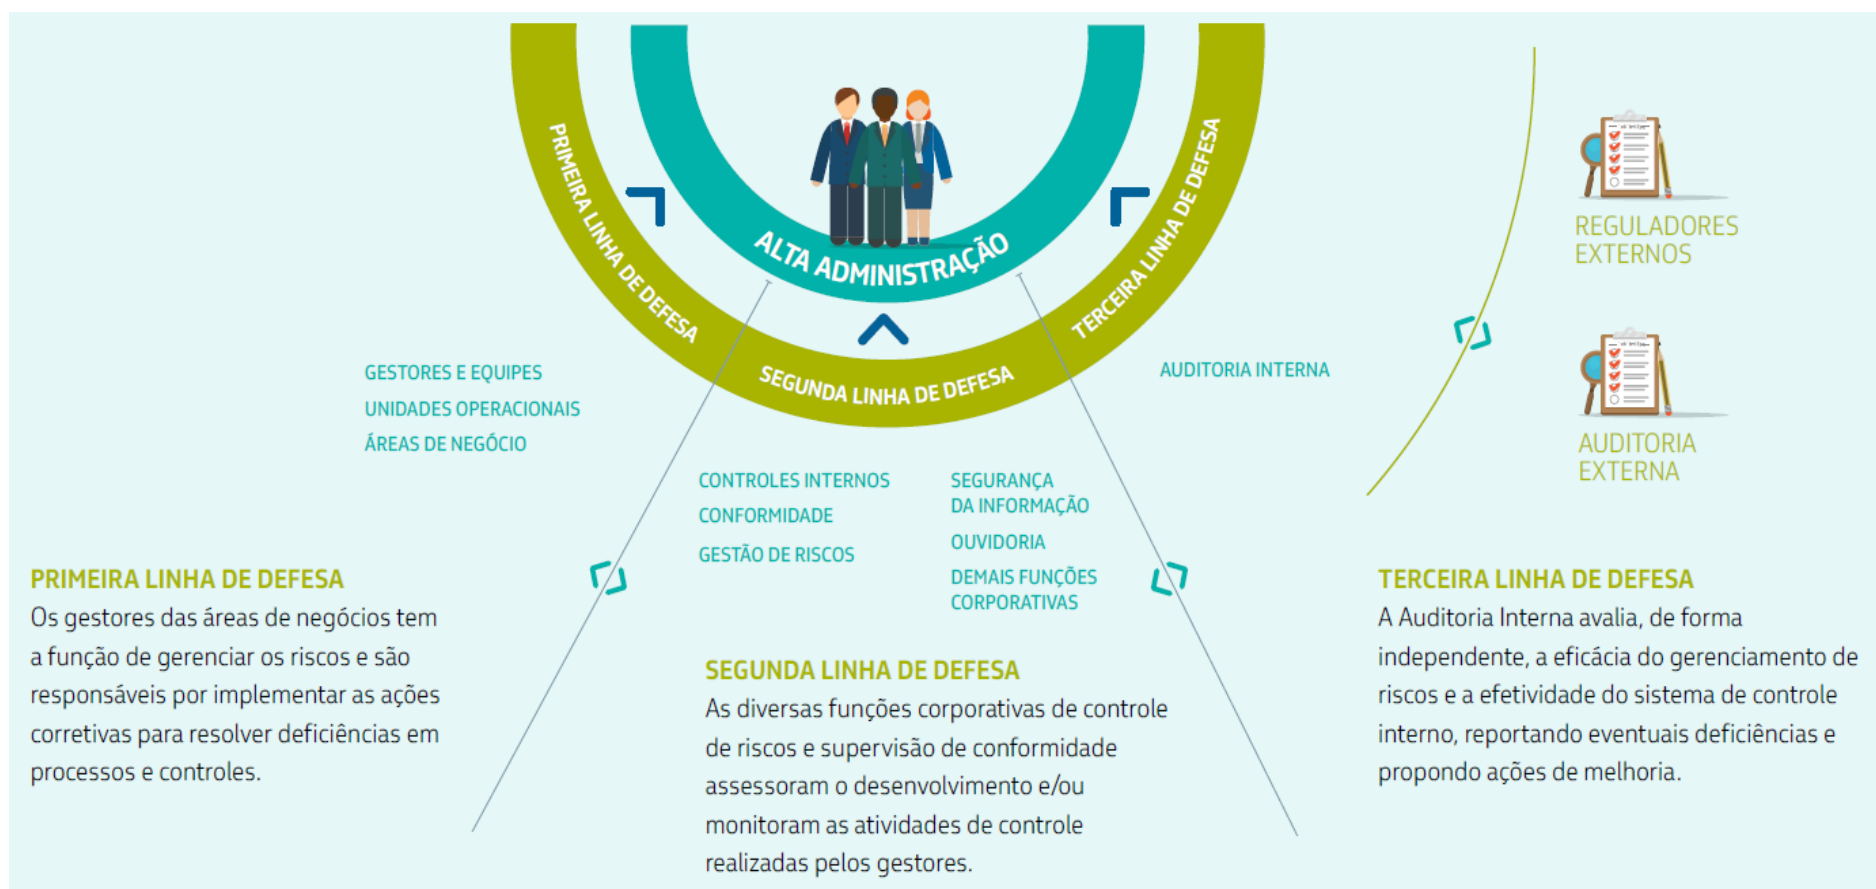 PRIMEIRA LINHA DE DEFESA
ALTA ADMINISTRAÇÃO
SEGUNDA LINHA DE DEFESA
TERCEIRA LINHA DE DEFESA
GESTORES E EQUIPES
UNIDADES OPERACIONAIS
ÁREAS DE NEGÓCIO
CONTROLES INTERNOS
CONFORMIDADE
GESTÃO DE RISCOS
SEGURANÇA
DA INFORMAÇÃO
OUVIDORIA
DEMAIS FUNÇÕES
CORPORATIVAS
AUDITORIA INTERNA
REGULADORES
EXTERNOS
AUDITORIA
EXTERNA
PRIMEIRA LINHA DE DEFESA
Os gestores das áreas de negócios tem
a função de gerenciar os riscos e são
responsáveis por implementar as ações
corretivas para resolver deficiências em
processos e controles.
SEGUNDA LINHA DE DEFESA
As diversas funções corporativas de controle
de riscos e supervisão de conformidade
assessoram o desenvolvimento e/ou
monitoram as atividades de controle
realizadas pelos gestores.
TERCEIRA LINHA DE DEFESA
A Auditoria Interna avalia, de forma
independente, a eficácia do gerenciamento de
riscos e a efetividade do sistema de controle
interno, reportando eventuais deficiências e
propondo ações de melhoria.